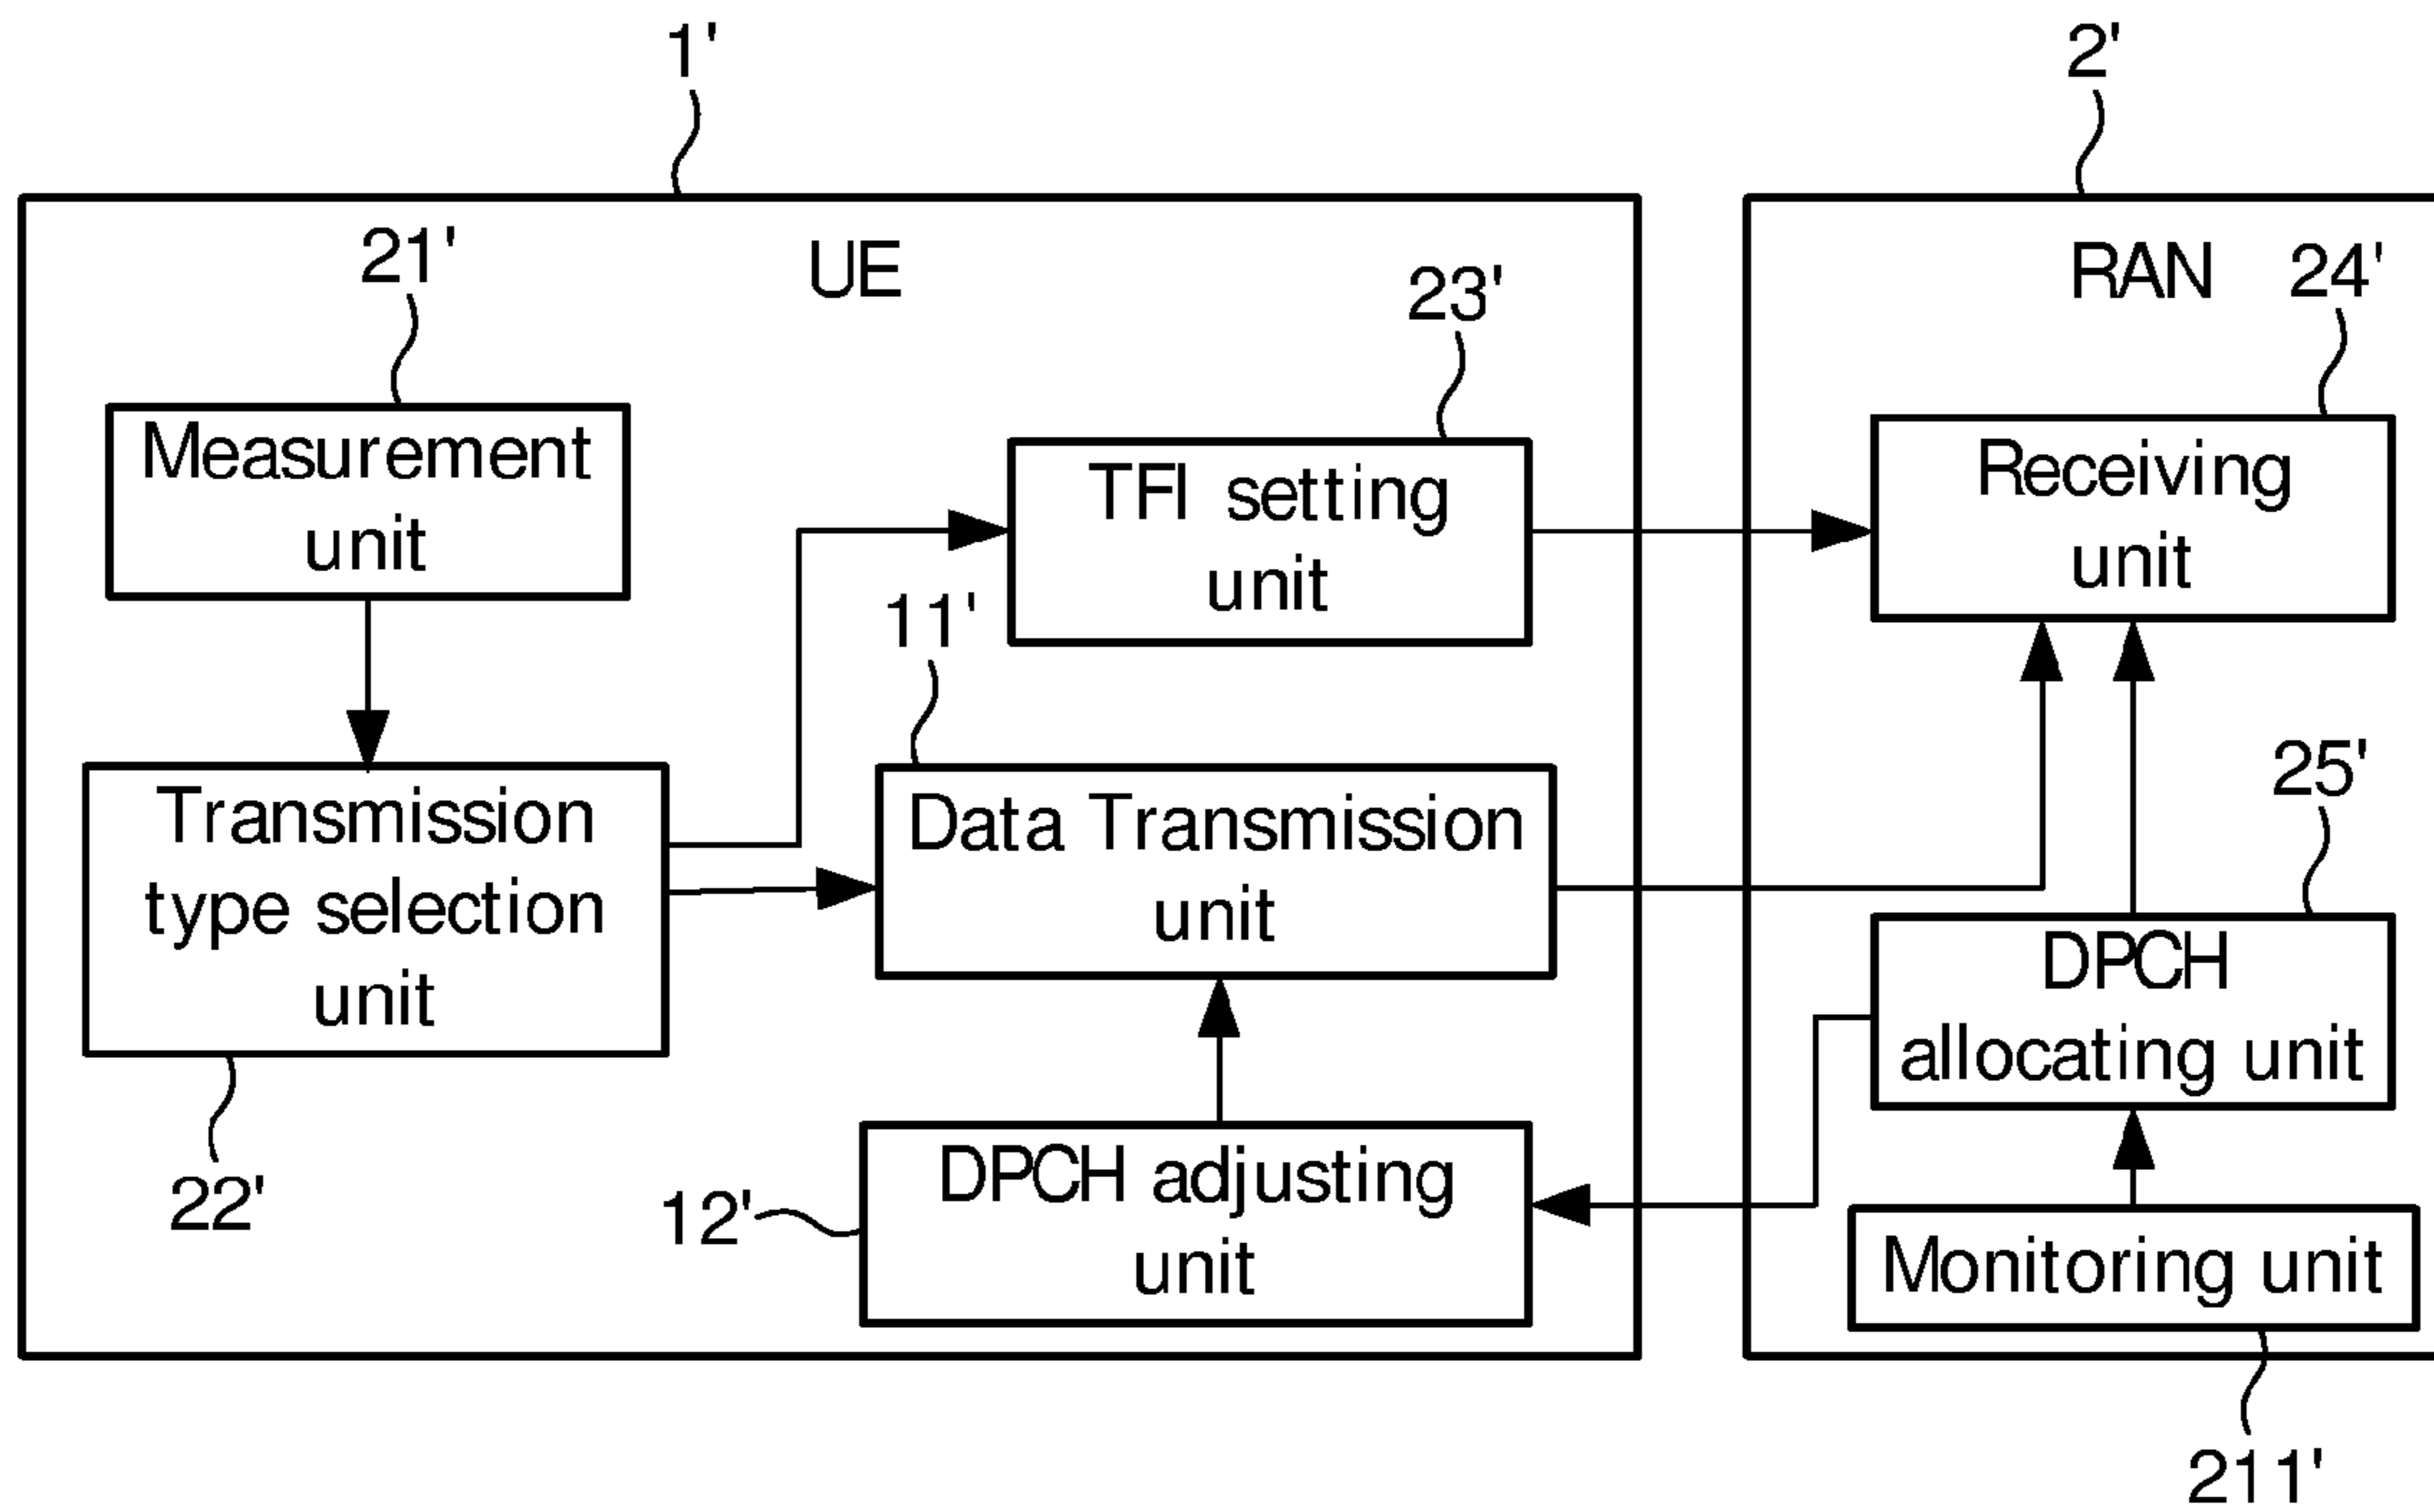 1'
2'
UE
RAN
21'
23'
24'
Measurement
unit
TFI setting
unit
Receiving
unit
11'
Transmission
type selection
unit
Data Transmission
unit
25'
DPCH
allocating unit
22'
12'
DPCH adjusting
unit
Monitoring unit
211'